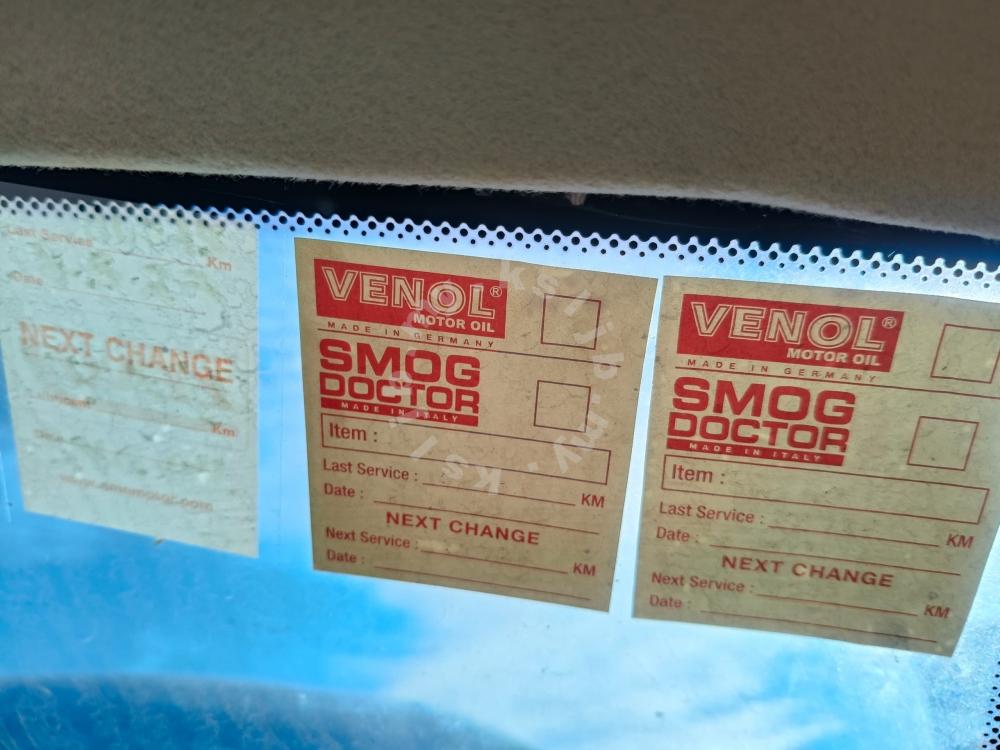 Last Service
Km
Date
NEXT CHANGE
Km
VENOL®
MOTOR OIL
MADE IN GERMANY
SMOG
DOCTOR
MADE IN ITALY
Item :
Last Service :
KM
Date :
NEXT CHANGE
Next Service :
KM
Date :
VENOL®
MOTOR OIL
MADE IN GERMANY
SMOG
DOCTOR
MADE IN ITALY
Item :
Last Service :
KM
Date :
NEXT CHANGE
Next Service :
KM
Date :